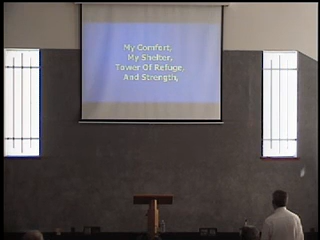 My Comfort,
My Shelter,
Tower Of Refuge,
And Strength,